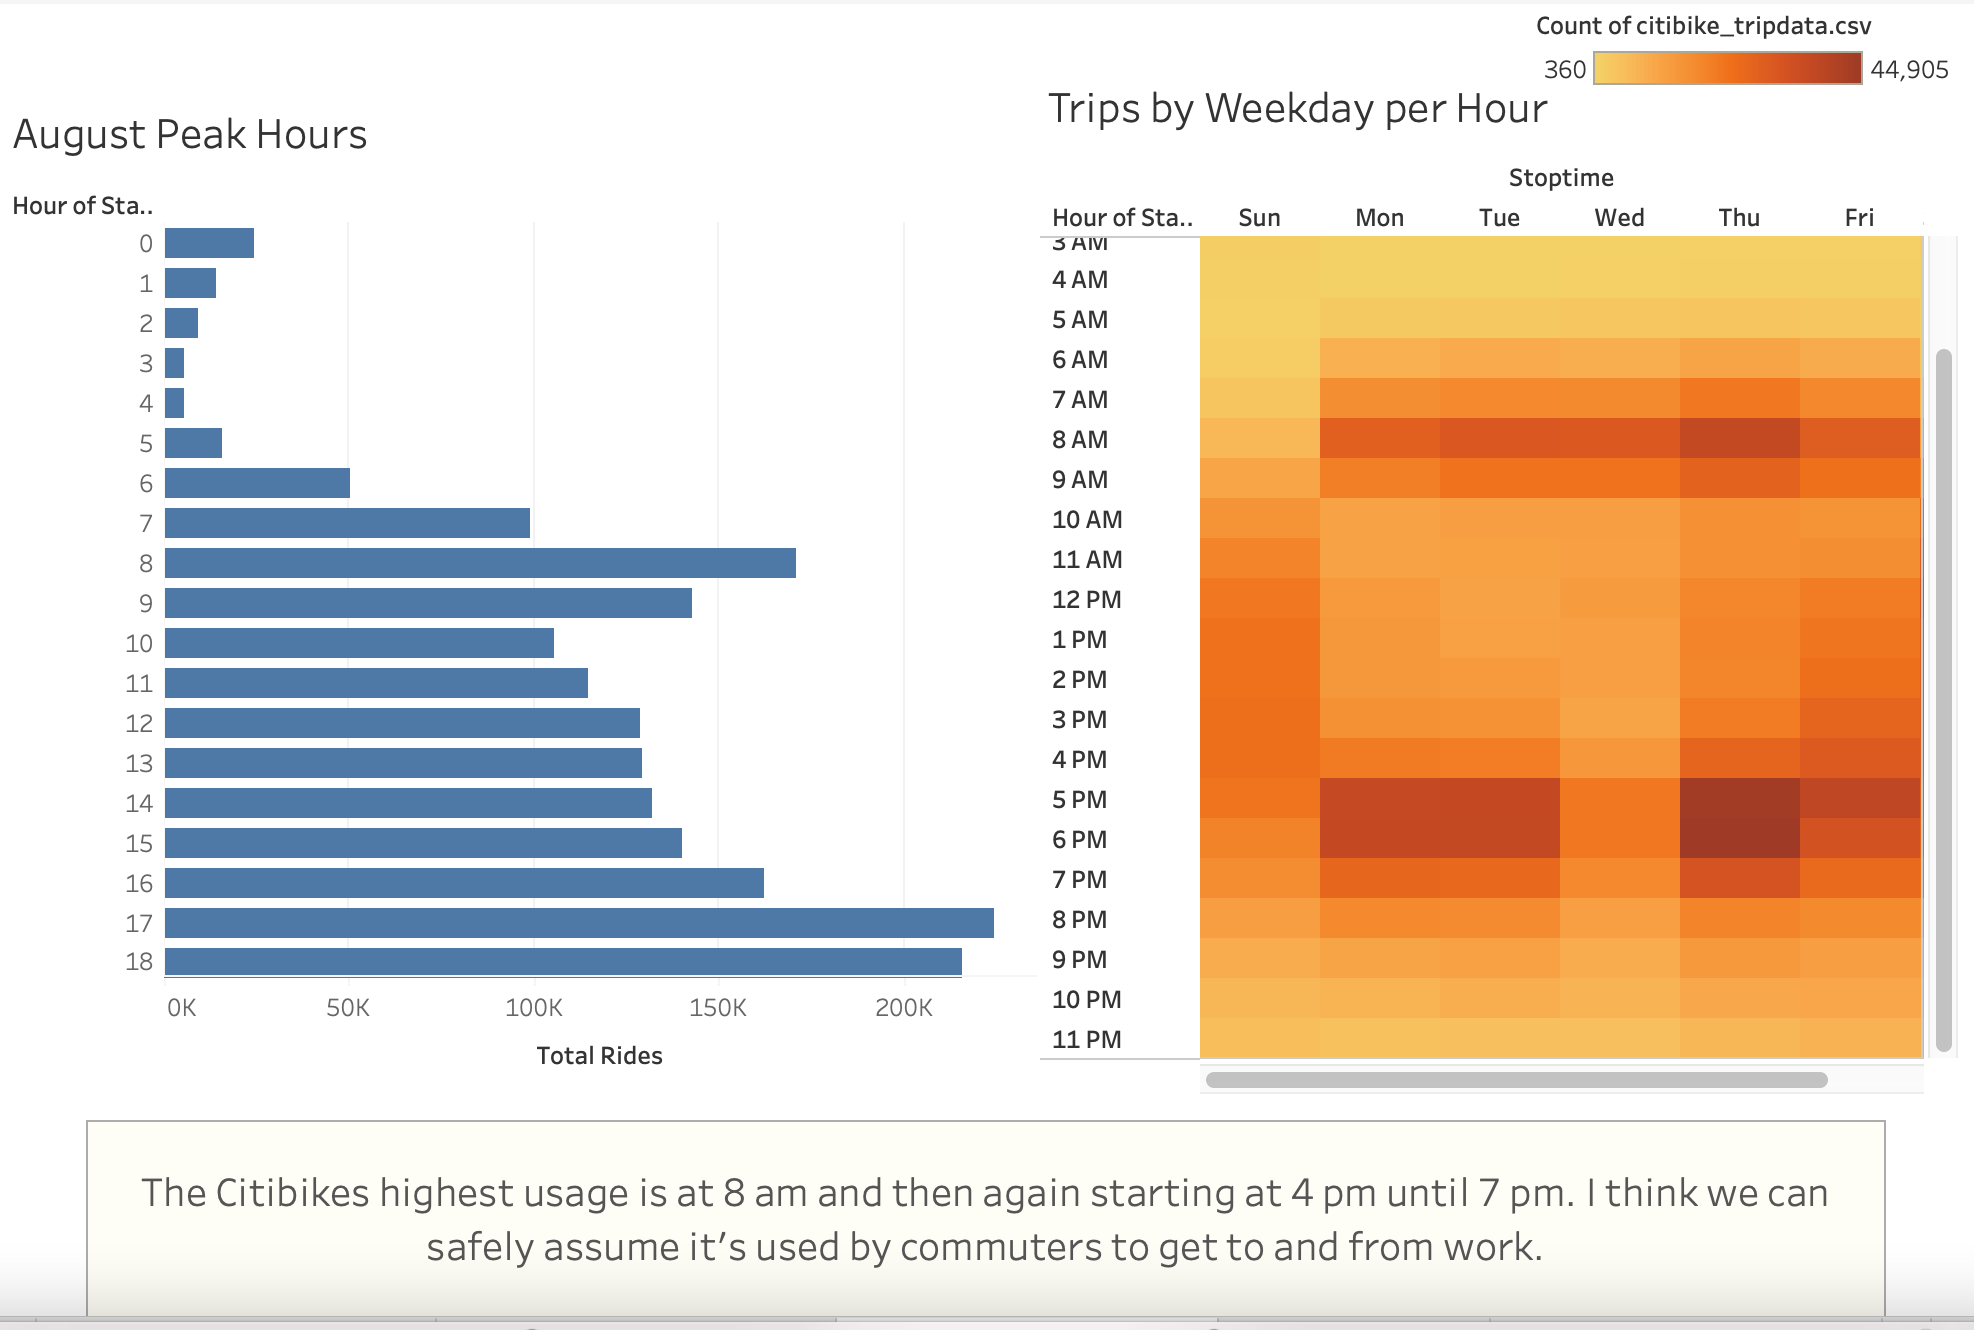 Count of citibike_tripdata.csv
360 44,905
August Peak Hours
Hour of Sta..
0
1
2
3
4
5
6
7
8
9
10
11
12
13
14
15
16
17
18
0K 50K 100K 150K 200K
Total Rides
Trips by Weekday per Hour
Stoptime
Hour of Sta.. Sun Mon Tue Wed Thu Fri
3 AM
4 AM
5 AM
6 AM
7 AM
8 AM
9 AM
10 AM
11 AM
12 PM
1 PM
2 PM
3 PM
4 PM
5 PM
6 PM
7 PM
8 PM
9 PM
10 PM
11 PM
The Citibikes highest usage is at 8 am and then again starting at 4 pm until 7 pm. I think we can
safely assume it's used by commuters to get to and from work.